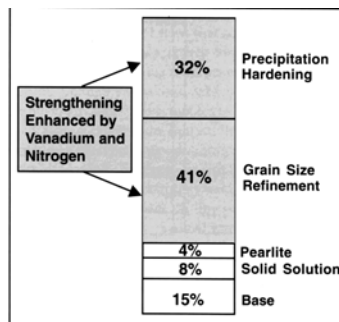 32%
Precipitation
Hardening
Strengthening
Enhanced by
Vanadium and
Nitrogen
41%
Grain Size
Refinement
4%
Pearlite
8%
Solid Solution
15%
Base